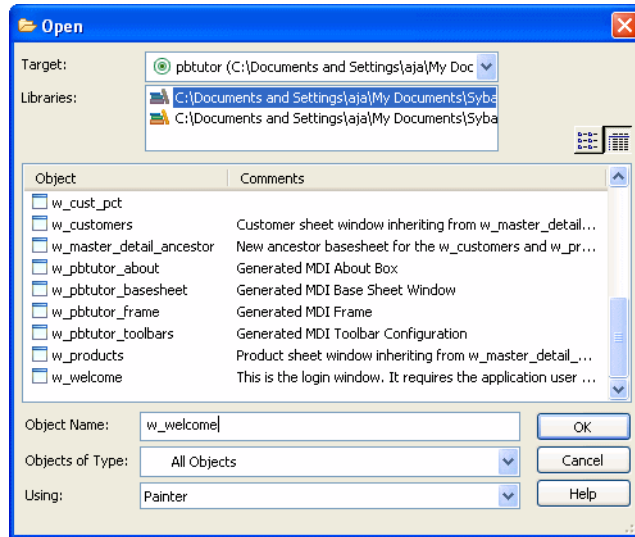 Open
Target:
pbtutor (C:\Documents and Settings\aja\My Doc
Libraries:
C:\Documents and Settings\aja\My Documents\Syba
C:\Documents and Settings\aja\My Documents\Syba
Object Comments
w_cust_pct
w_customers Customer sheet window inheriting from w_master_detail...
w_master_detail_ancestor New ancestor basesheet for the w_customers and w_pr...
w_pbtutor_about Generated MDI About Box
w_pbtutor_basesheet Generated MDI Base Sheet Window
w_pbtutor_frame Generated MDI Frame
w_pbtutor_toolbars Generated MDI Toolbar Configuration
w_products Product sheet window inheriting from w_master_detail_...
w_welcome This is the login window. It requires the application user ...
Object Name: w_welcome OK
Objects of Type: All Objects Cancel
Using: Painter Help